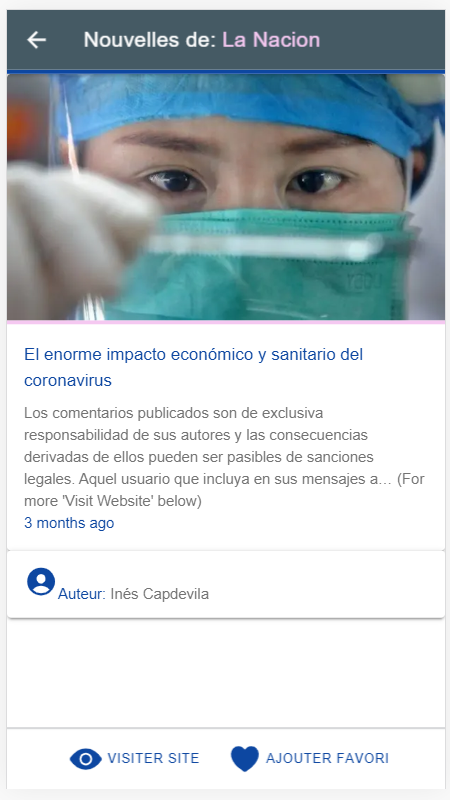 Nouvelles de: La Nacion
El enorme impacto económico y sanitario del
coronavirus
Los comentarios publicados son de exclusiva
responsabilidad de sus autores y las consecuencias
derivadas de ellos pueden ser pasibles de sanciones
legales. Aquel usuario que incluya en sus mensajes a… (For
more 'Visit Website' below)
3 months ago
Auteur: Inés Capdevila
VISITER SITE
AJOUTER FAVORI